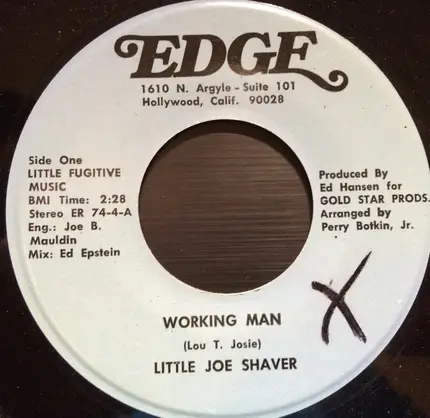 EDGE
1610 N. Argyle - Suite 101
Hollywood, Calif. 90028
Side One
LITTLE FUGITIVE
MUSIC
BMI Time: 2:28
Stereo ER 74-4-A
Eng.: Joe B.
Mauldin
Mix: Ed Epstein
Produced By
Ed Hansen for
GOLD STAR PRODS.
Arranged by
Perry Botkin, Jr.
X
WORKING MAN
(Lou T. Josie)
LITTLE JOE SHAVER